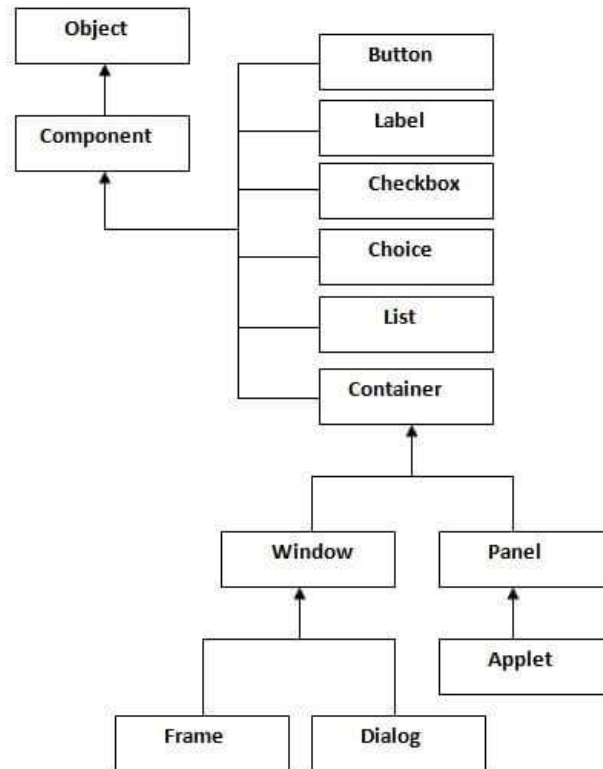 Object
Button
Label
Component
Checkbox
Choice
List
Container
Window
Panel
Applet
Frame
Dialog